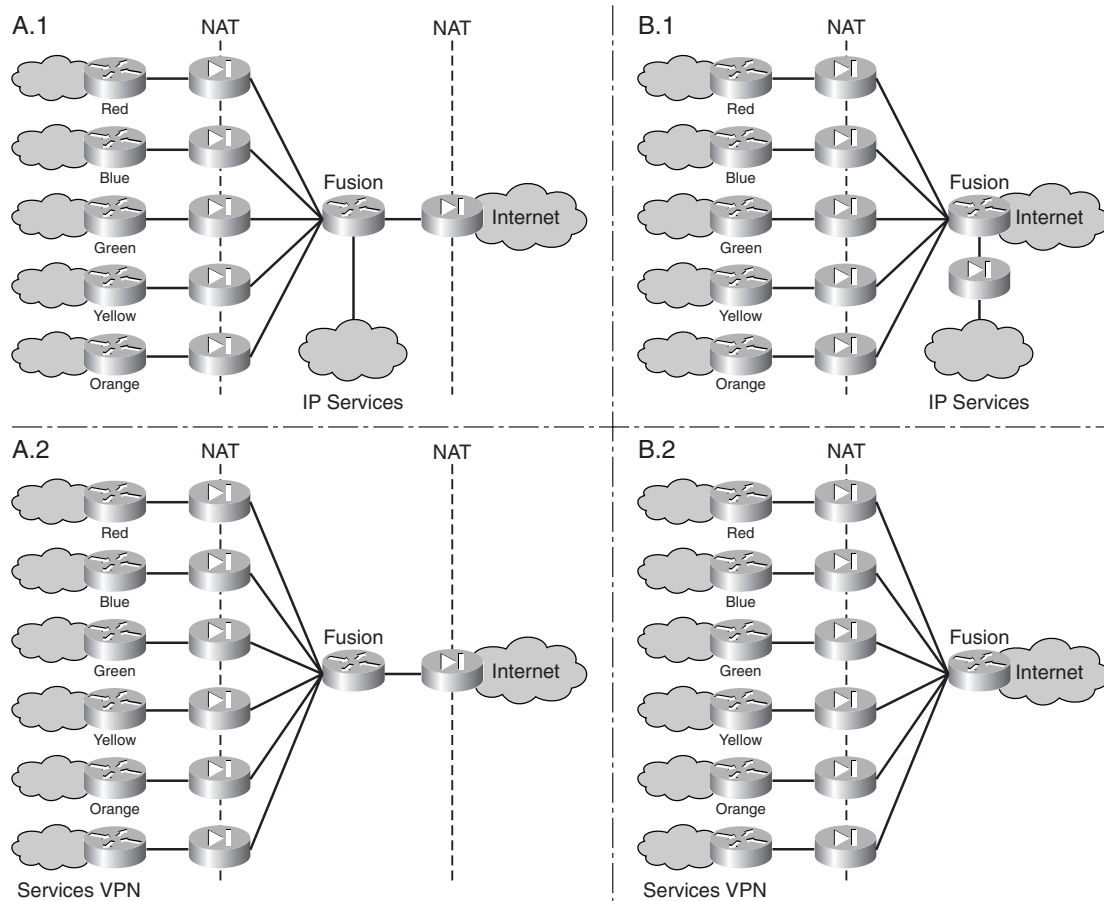 A.1
NAT
NAT
Red
Blue
Fusion
Internet
Green
Yellow
Orange
IP Services
B.1
NAT
Red
Blue
Fusion
Internet
Green
Yellow
Orange
IP Services
A.2
NAT
NAT
Red
Blue
Fusion
Internet
Green
Yellow
Orange
Services VPN
B.2
NAT
Red
Blue
Fusion
Internet
Green
Yellow
Orange
Services VPN